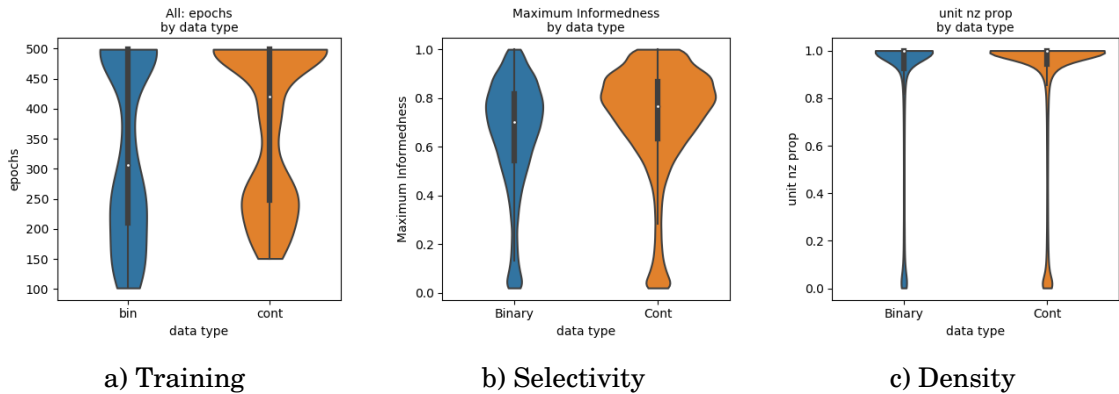 All: epochs
by data type
500
450
400
350
300
250
200
150
100
epochs
bin
cont
data type
a) Training
Maximum Informedness
by data type
1.0
0.8
0.6
0.4
0.2
0.0
Maximum Informedness
Binary
Cont
data type
b) Selectivity
unit nz prop
by data type
1.0
0.8
0.6
0.4
0.2
0.0
unit nz prop
Binary
Cont
data type
c) Density